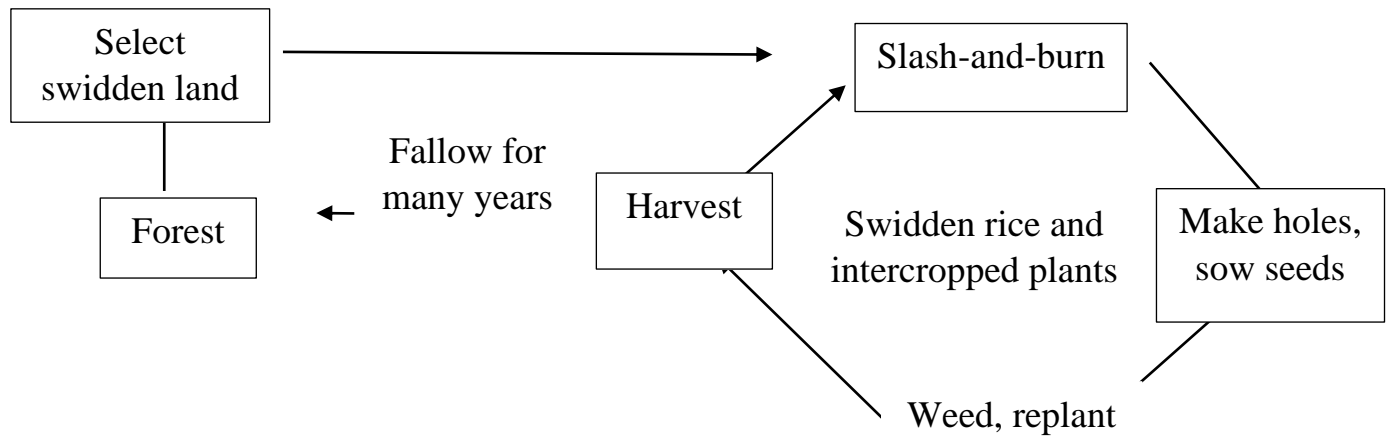 Select
swidden land
Slash-and-burn
Fallow for
many years
Forest
Harvest
Swidden rice and
intercropped plants
Make holes,
sow seeds
Weed, replant